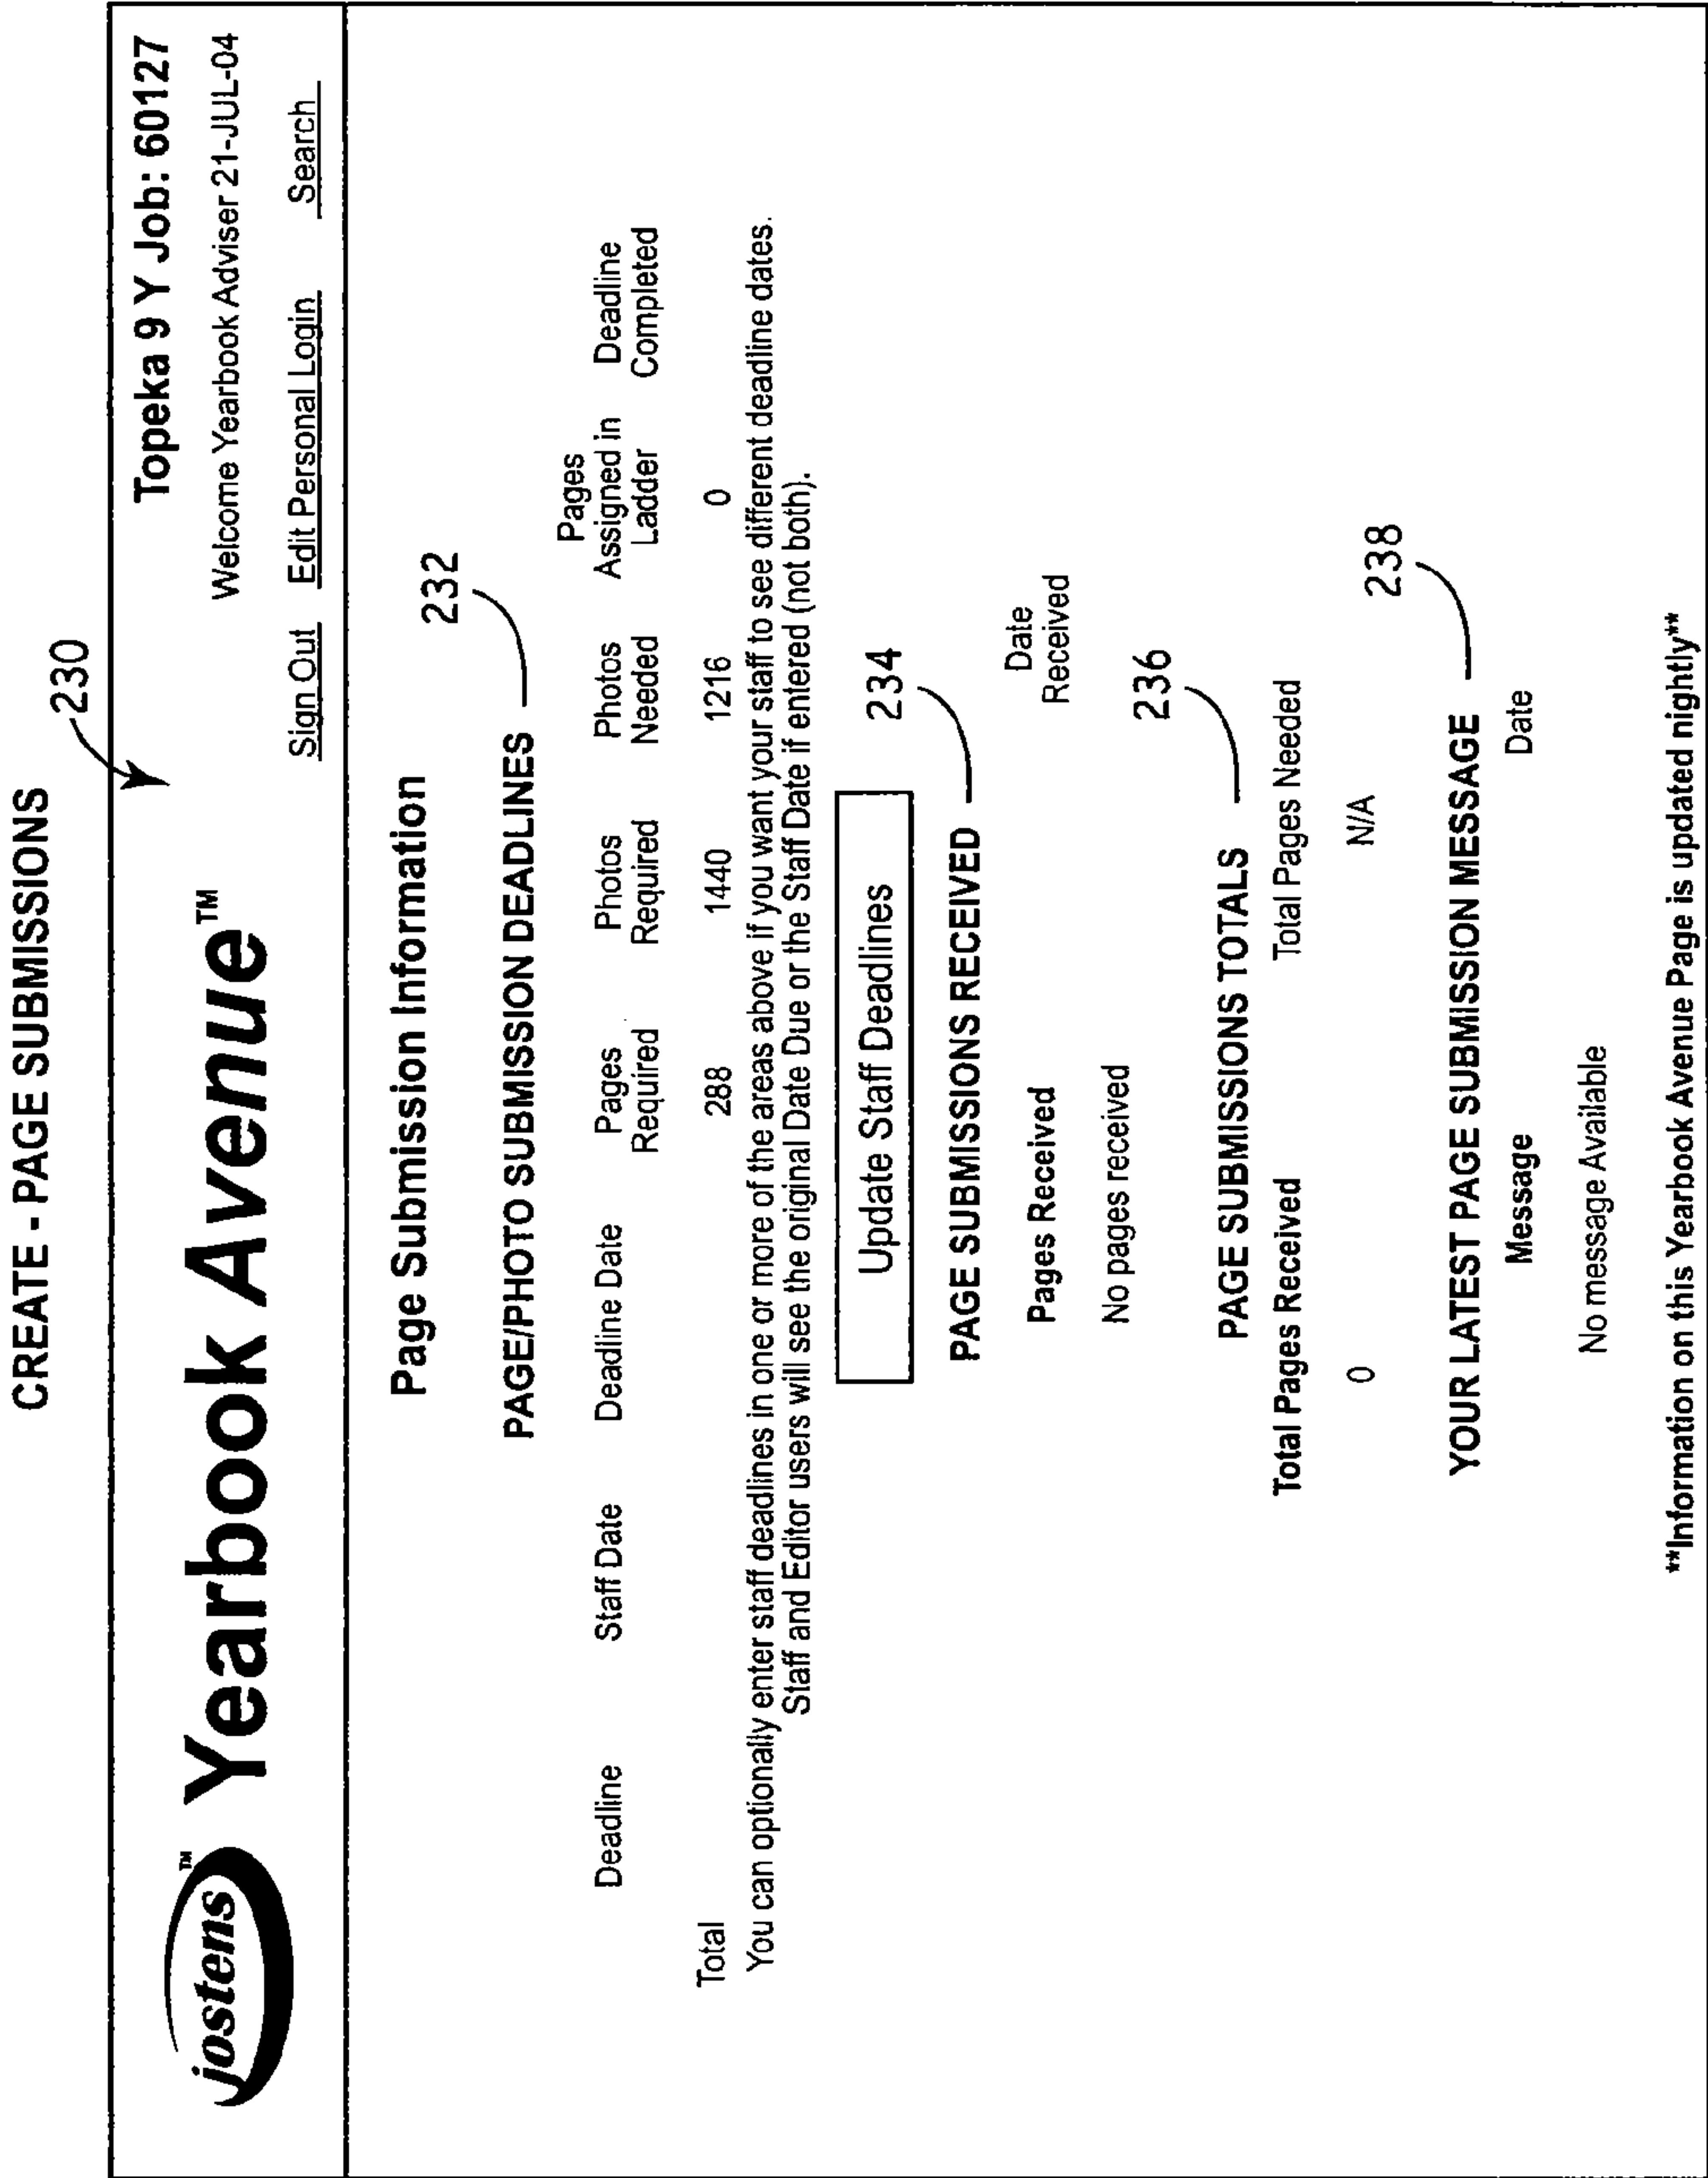 CREATE - PAGE SUBMISSIONS
230
jostens™ Yearbook Avenue™
Topeka 9 Y Job: 60127
Welcome Yearbook Adviser 21-JUL-04
Sign Out Edit Personal Login Search
Page Submission Information
232
PAGE/PHOTO SUBMISSION DEADLINES
Deadline Staff Date Deadline Date Pages Required Photos Required Photos Needed Pages Assigned in Ladder Deadline Completed
Total 288 1440 1216 0
You can optionally enter staff deadlines in one or more of the areas above if you want your staff to see different deadline dates.
Staff and Editor users will see the original Date Due or the Staff Date if entered (not both).
Update Staff Deadlines
234
PAGE SUBMISSIONS RECEIVED
Pages Received Date Received
No pages received
236
PAGE SUBMISSIONS TOTALS
Total Pages Received Total Pages Needed
0 N/A
238
YOUR LATEST PAGE SUBMISSION MESSAGE
Message Date
No message Available
**Information on this Yearbook Avenue Page is updated nightly**